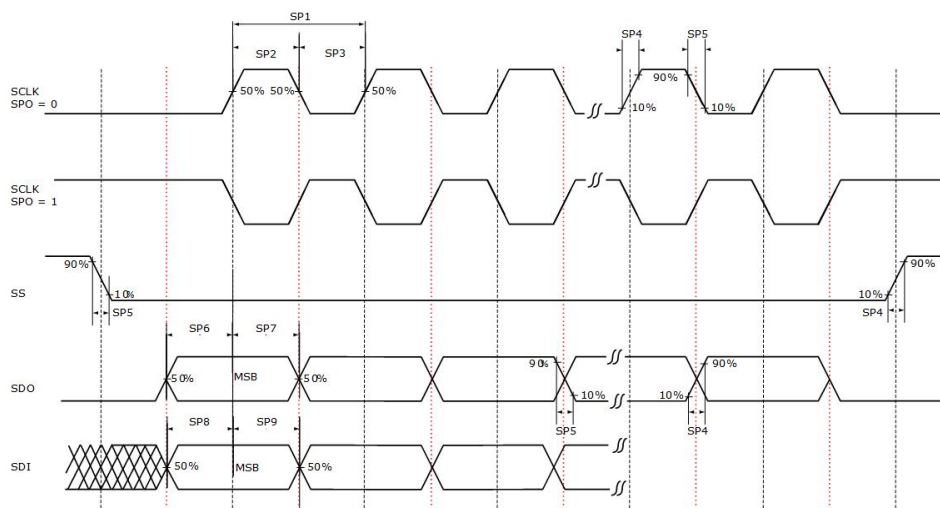 SP1
SP4 SP5
SP2 SP3
SCLK
SPO = 0
50% 50% 50% 90%
10% 10%
SCLK
SPO = 1
90% 90%
SS 10% 10%
SP5 SP4
SP6 SP7
90% 90%
50% MSB 50%
SDO 10% 10%
SP8 SP9 SP5 SP4
SDI 50% MSB 50%